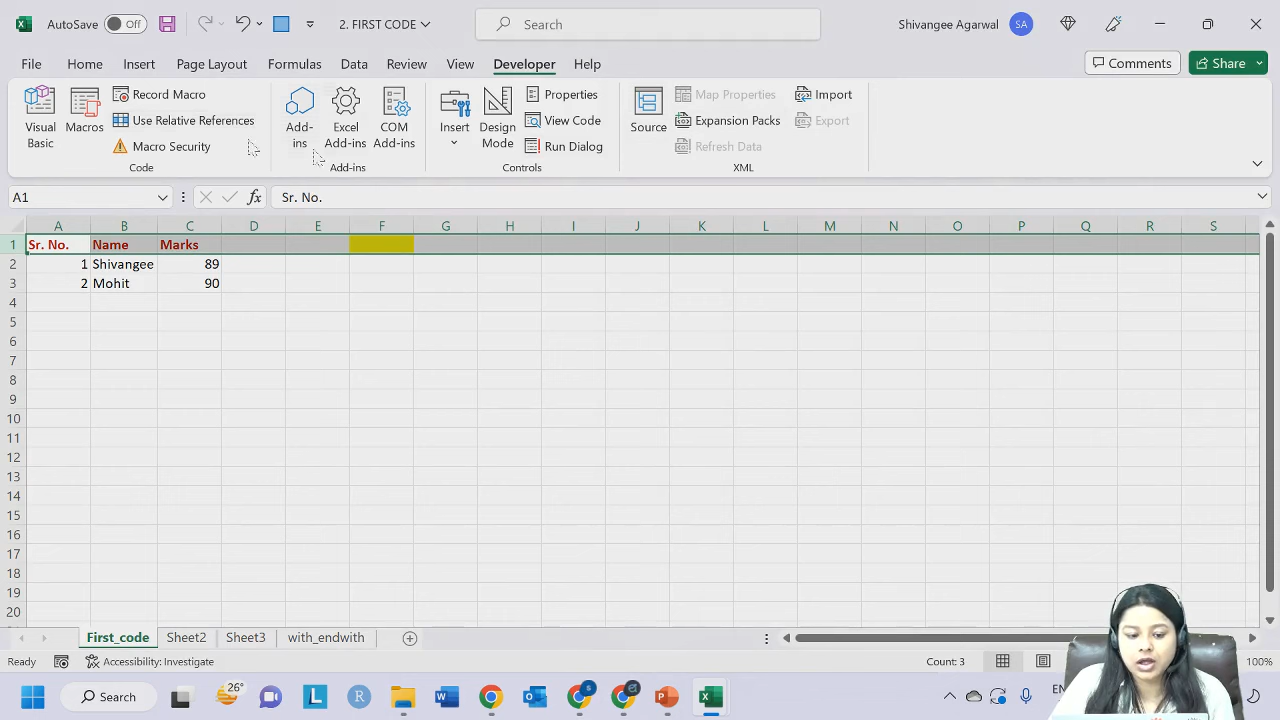 AutoSave Off 2. FIRST CODE Search Shivangee Agarwal SA
File Home Insert Page Layout Formulas Data Review View Developer Help Comments Share
Visual Basic
Macros
Record Macro
Use Relative References
Macro Security
Code
Add-ins
Excel Add-ins
COM Add-ins
Add-ins
Insert
Design Mode
Properties
View Code
Run Dialog
Controls
Source
Map Properties
Expansion Packs
Refresh Data
Import
Export
XML
A1 fx Sr. No.
A B C D E F G H I J K L M N O P Q R S
1 Sr. No. Name Marks
2 1 Shivangee 89
3 2 Mohit 90
4
5
6
7
8
9
10
11
12
13
14
15
16
17
18
19
20
First_code Sheet2 Sheet3 with_endwith
Ready Accessibility: Investigate Count: 3 100%
Search 26° EN